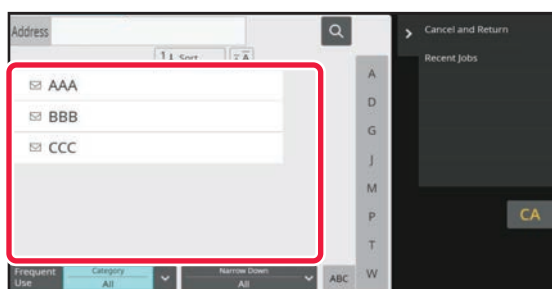 Address
Cancel and Return
Recent Jobs
Sort
A
AAA
BBB
CCC
A
D
G
J
M
P
T
W
CA
Frequent Use
Category
All
Narrow Down
All
ABC